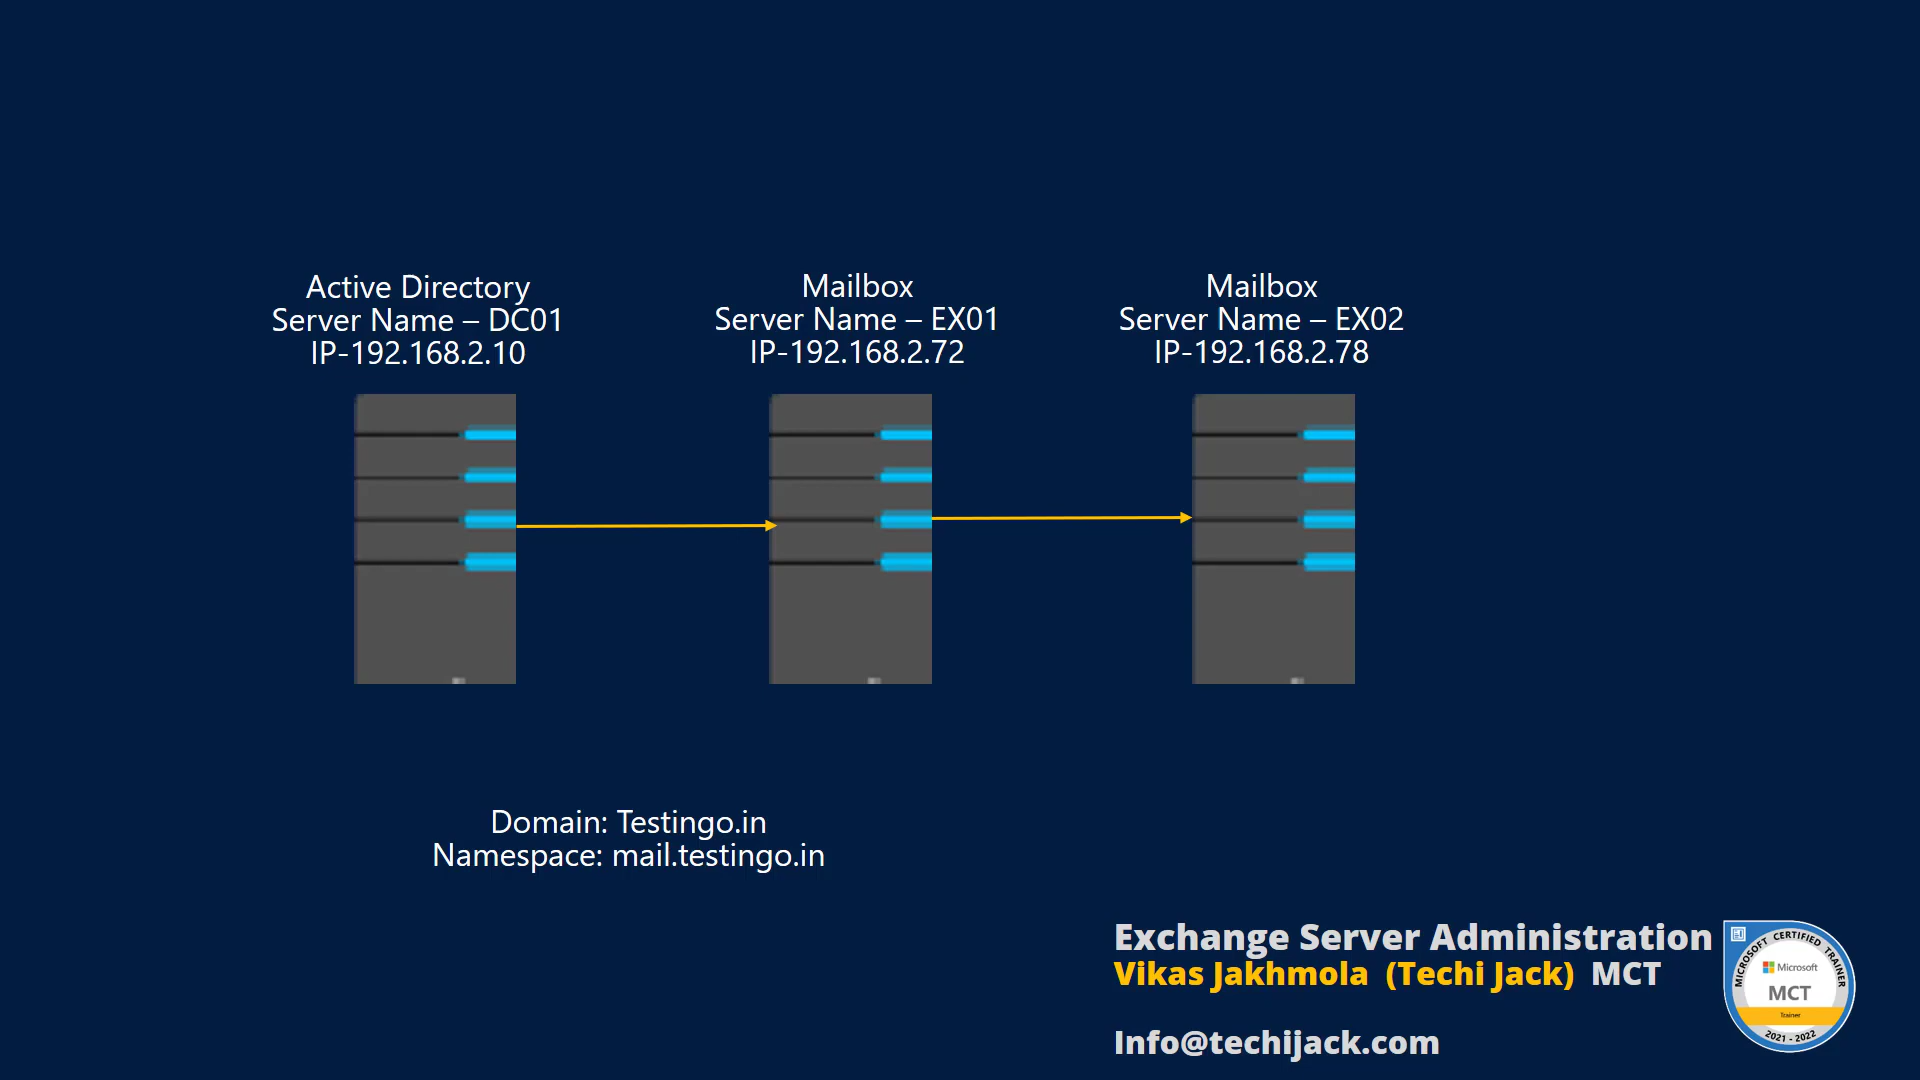 Active Directory
Server Name – DC01
IP-192.168.2.10
Mailbox
Server Name – EX01
IP-192.168.2.72
Mailbox
Server Name – EX02
IP-192.168.2.78
Domain: Testingo.in
Namespace: mail.testingo.in
Exchange Server Administration
Vikas Jakhmola (Techi Jack) MCT
Info@techijack.com
MICROSOFT CERTIFIED TRAINER
Microsoft
MCT
Trainer
2021 - 2022